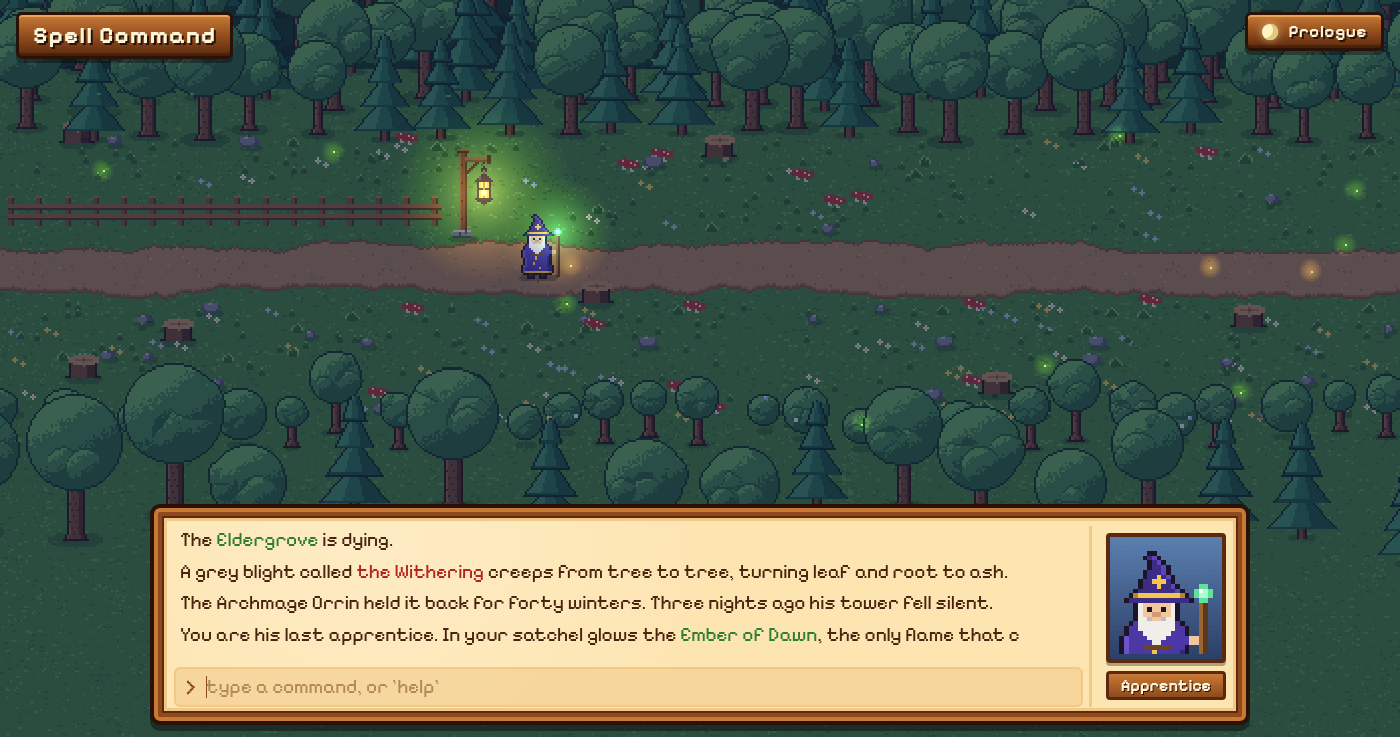 Spell Command
Prologue
The Eldergrove is dying.
A grey blight called the Withering creeps from tree to tree, turning leaf and root to ash.
The Archmage Orrin held it back for forty winters. Three nights ago his tower fell silent.
You are his last apprentice. In your satchel glows the Ember of Dawn, the only flame that c
> type a command, or 'help'
Apprentice